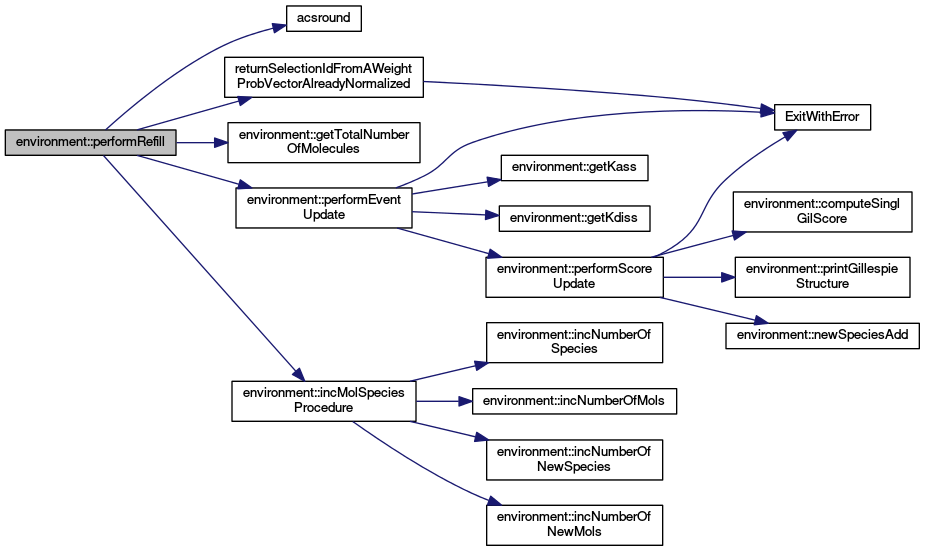 acsround
returnSelectionIdFromAWeight
ProbVectorAlreadyNormalized
ExitWithError
environment::performRefill
environment::getTotalNumber
OfMolecules
environment::getKass
environment::performEvent
Update
environment::getKdiss
environment::computeSingl
GilScore
environment::performScore
Update
environment::printGillespie
Structure
environment::newSpeciesAdd
environment::incNumberOf
Species
environment::incMolSpecies
Procedure
environment::incNumberOfMols
environment::incNumberOf
NewSpecies
environment::incNumberOf
NewMols